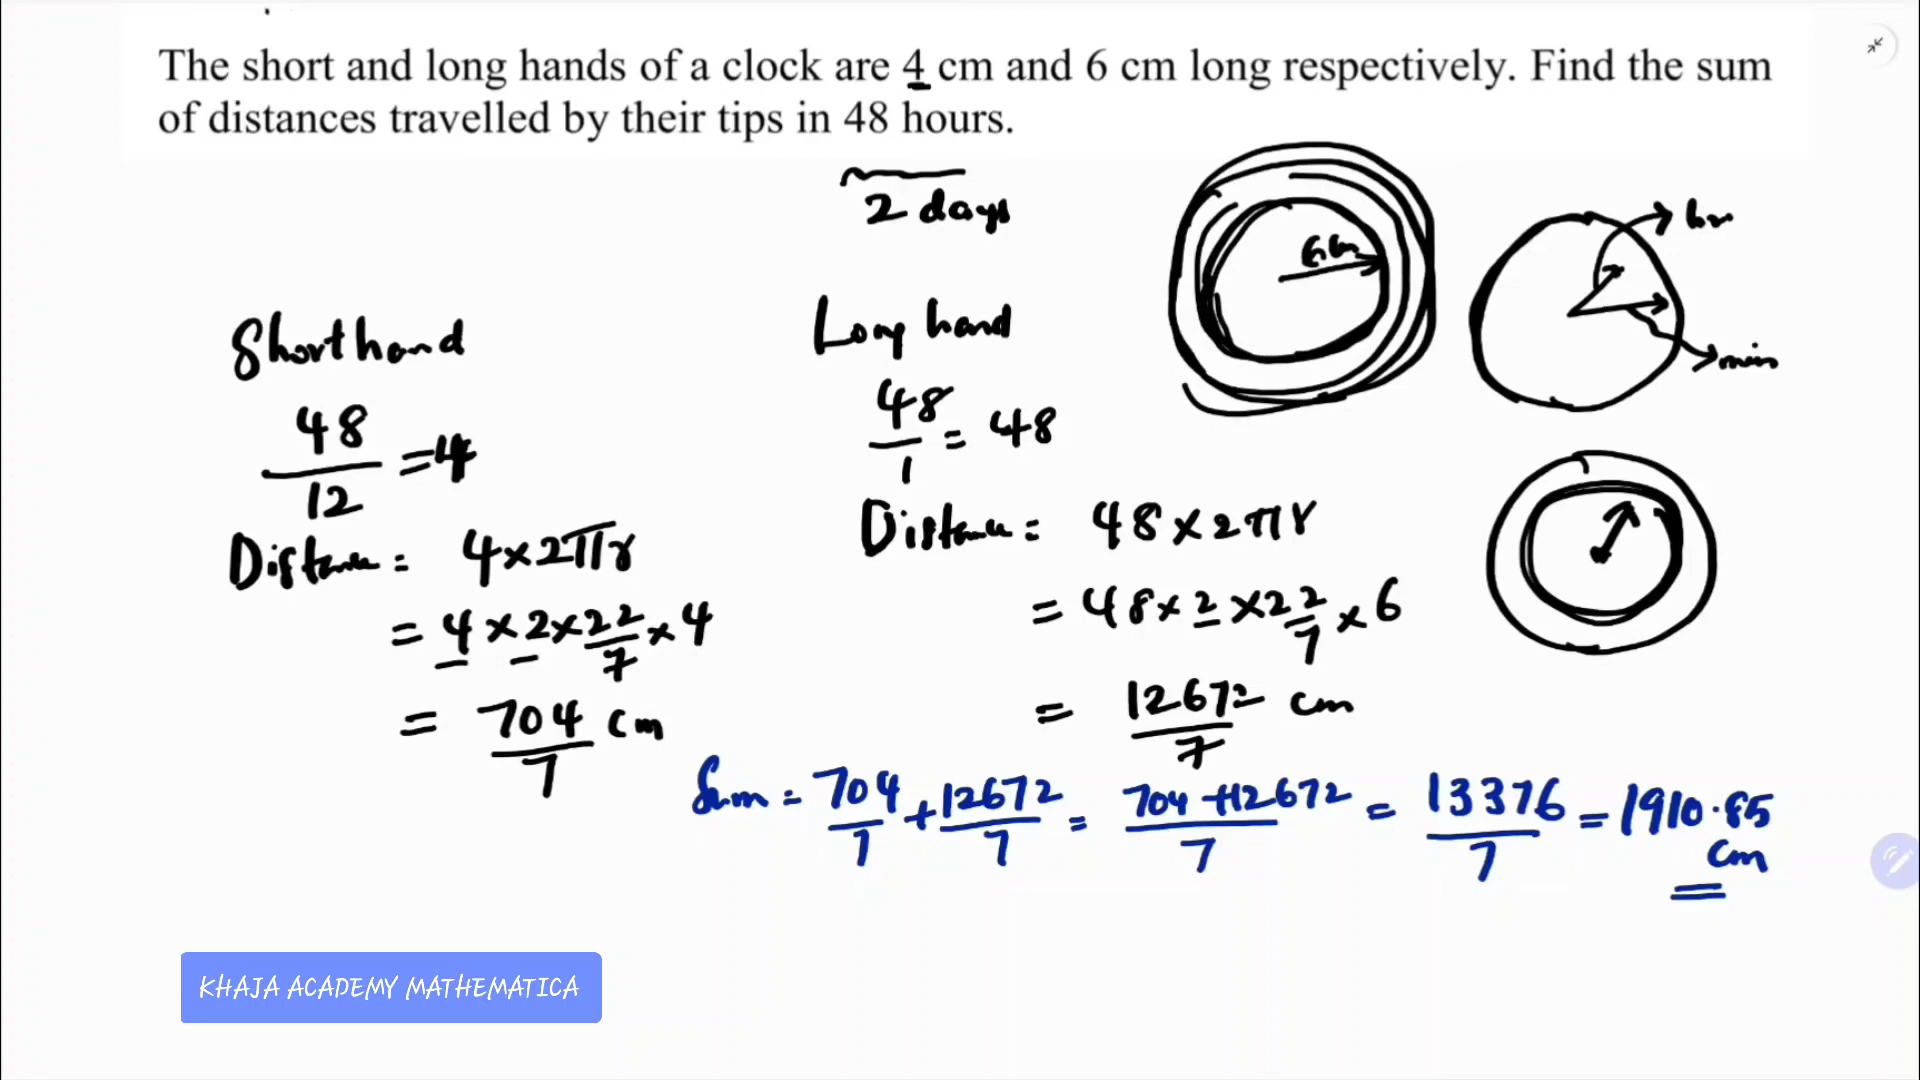 The short and long hands of a clock are 4 cm and 6 cm long respectively. Find the sum
of distances travelled by their tips in 48 hours.
2 days
Short hand
48/12 = 4
Distance = 4 × 2πr
= 4 × 2 × 22/7 × 4
= 704/7 cm
Long hand
48/1 = 48
Distance = 48 × 2πr
= 48 × 2 × 22/7 × 6
= 12672/7 cm
6cm
hr
min
Sum = 704/7 + 12672/7 = 704 + 12672/7 = 13376/7 = 1910.85
cm
KHAJA ACADEMY MATHEMATICA